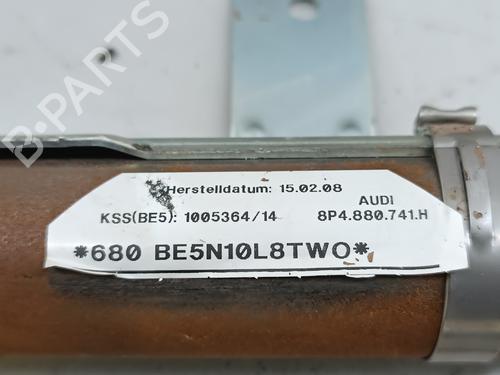 B-PARTS
Herstelldatum: 15.02.08
AUDI
KSS(BE5): 1005364/14 8P4.880.741.H
*680 BE5N10L8TWO*